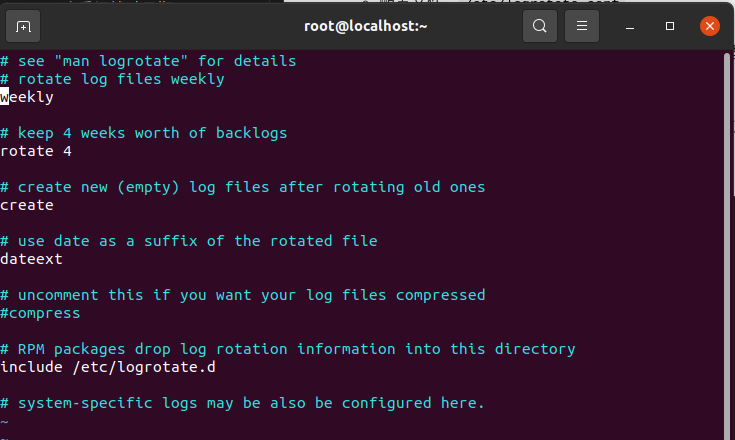 root@localhost:~
# see "man logrotate" for details
# rotate log files weekly
weekly
# keep 4 weeks worth of backlogs
rotate 4
# create new (empty) log files after rotating old ones
create
# use date as a suffix of the rotated file
dateext
# uncomment this if you want your log files compressed
#compress
# RPM packages drop log rotation information into this directory
include /etc/logrotate.d
# system-specific logs may be also be configured here.
~
~